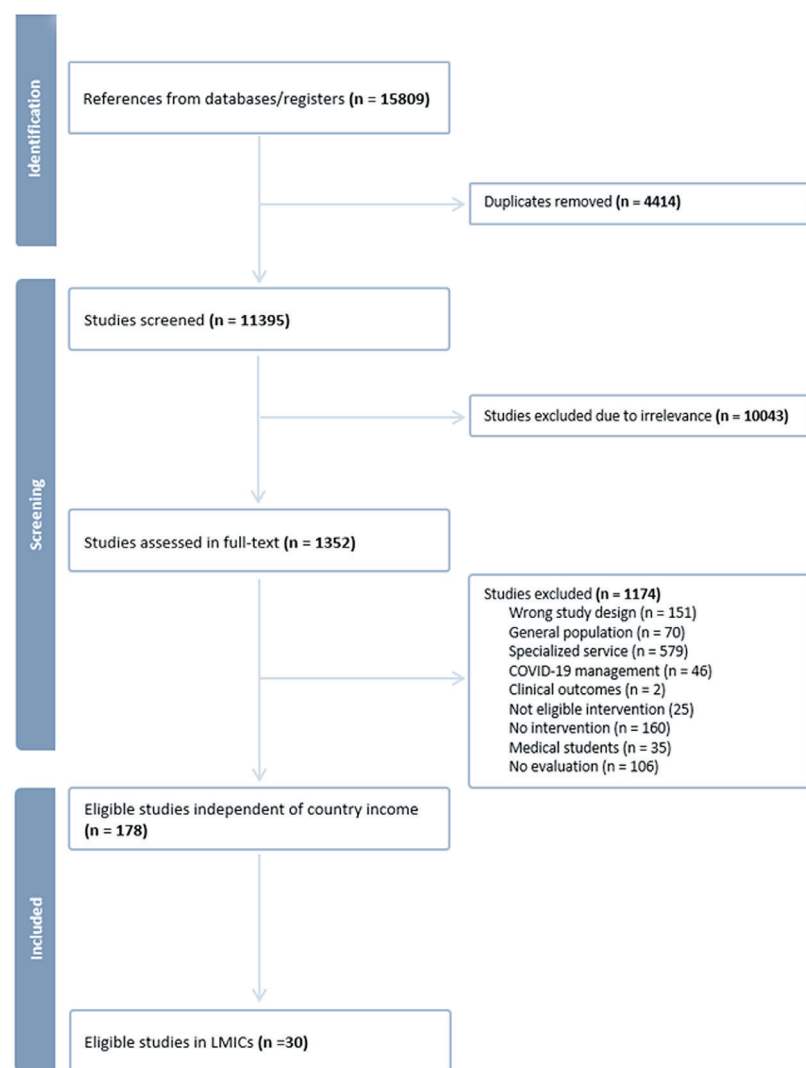 Identification
References from databases/registers (n = 15809)
Duplicates removed (n = 4414)
Screening
Studies screened (n = 11395)
Studies excluded due to irrelevance (n = 10043)
Studies assessed in full-text (n = 1352)
Studies excluded (n = 1174)
Wrong study design (n = 151)
General population (n = 70)
Specialized service (n = 579)
COVID-19 management (n = 46)
Clinical outcomes (n = 2)
Not eligible intervention (25)
No intervention (n = 160)
Medical students (n = 35)
No evaluation (n = 106)
Included
Eligible studies independent of country income
(n = 178)
Eligible studies in LMICs (n =30)